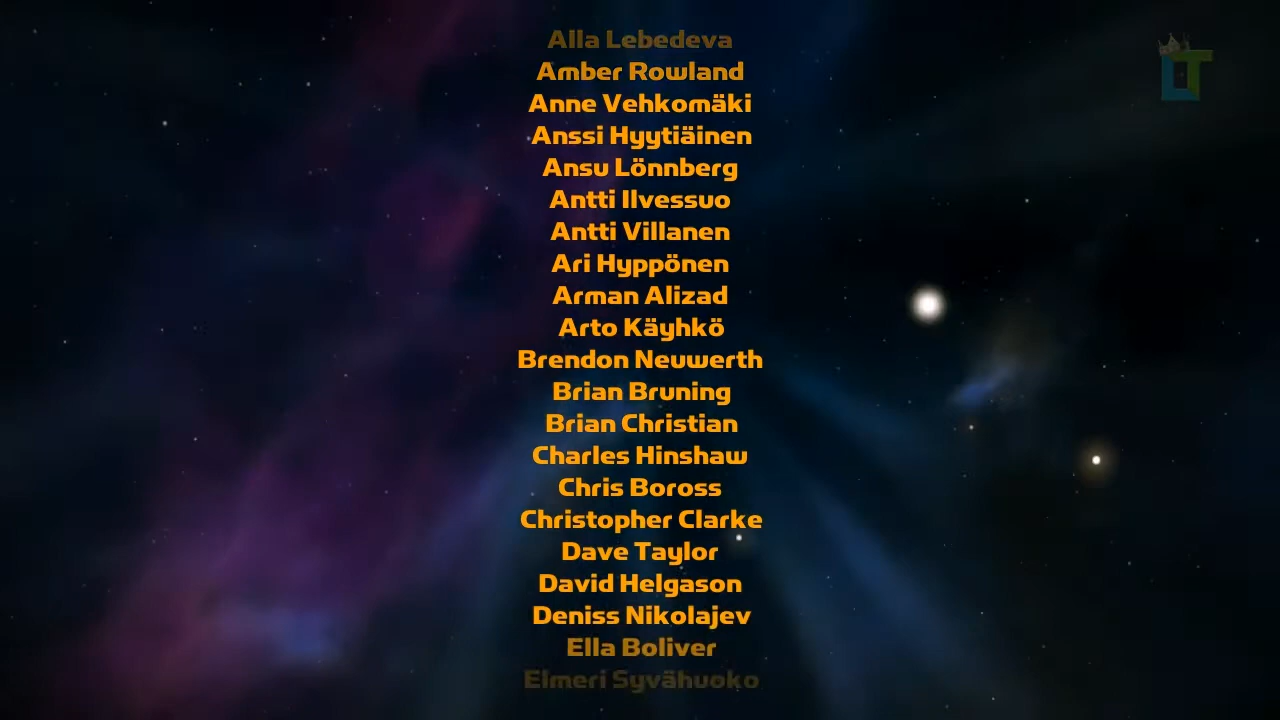 Alla Lebedeva
Amber Rowland
Anne Vehkomäki
Anssi Hyytiäinen
Ansu Lönnberg
Antti Ilvessuo
Antti Villanen
Ari Hyppönen
Arman Alizad
Arto Käyhkö
Brendon Neuwerth
Brian Bruning
Brian Christian
Charles Hinshaw
Chris Boross
Christopher Clarke
Dave Taylor
David Helgason
Deniss Nikolajev
Ella Boliver
Elmeri Syvähuoko
LT